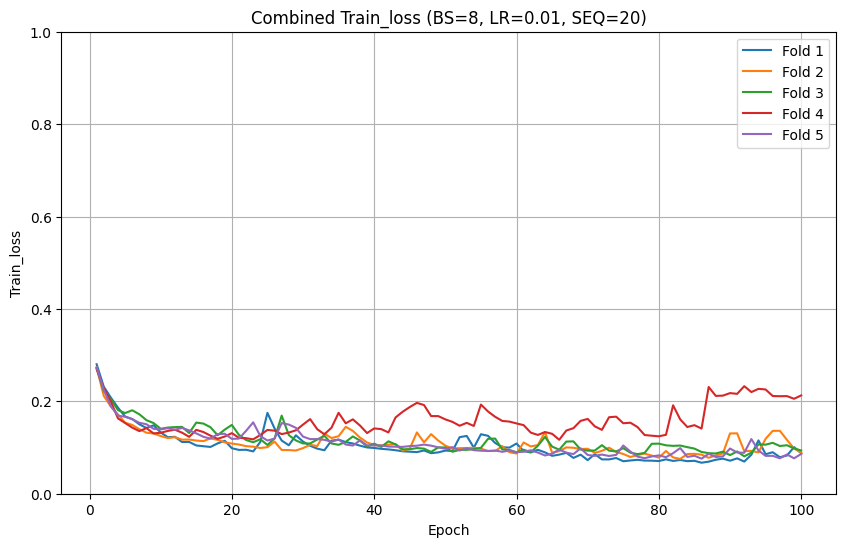 Combined Train_loss (BS=8, LR=0.01, SEQ=20)
Train_loss
1.0
0.8
0.6
0.4
0.2
0.0
Fold 1
Fold 2
Fold 3
Fold 4
Fold 5
0
20
40
60
80
100
Epoch